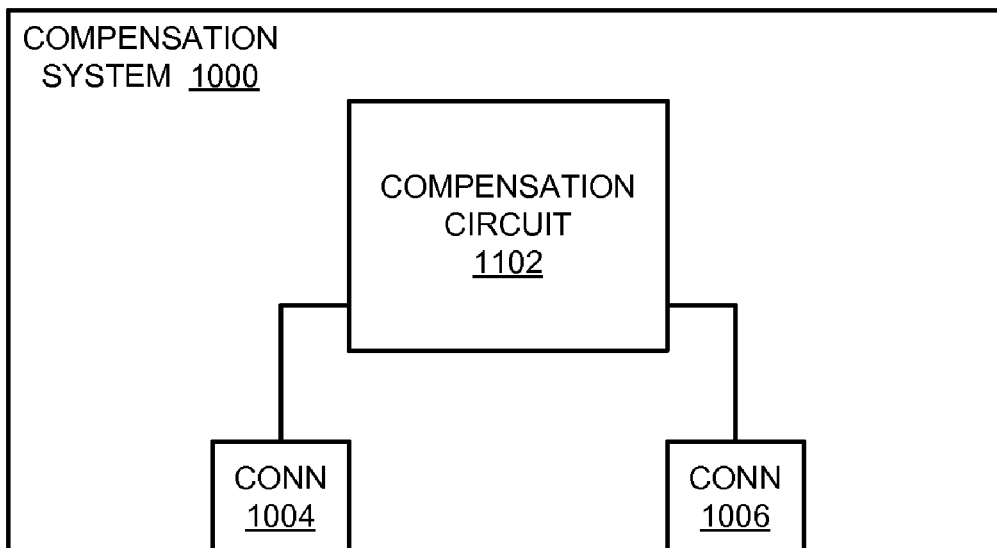 COMPENSATION
SYSTEM 1000
COMPENSATION
CIRCUIT
1102
CONN
1004
CONN
1006